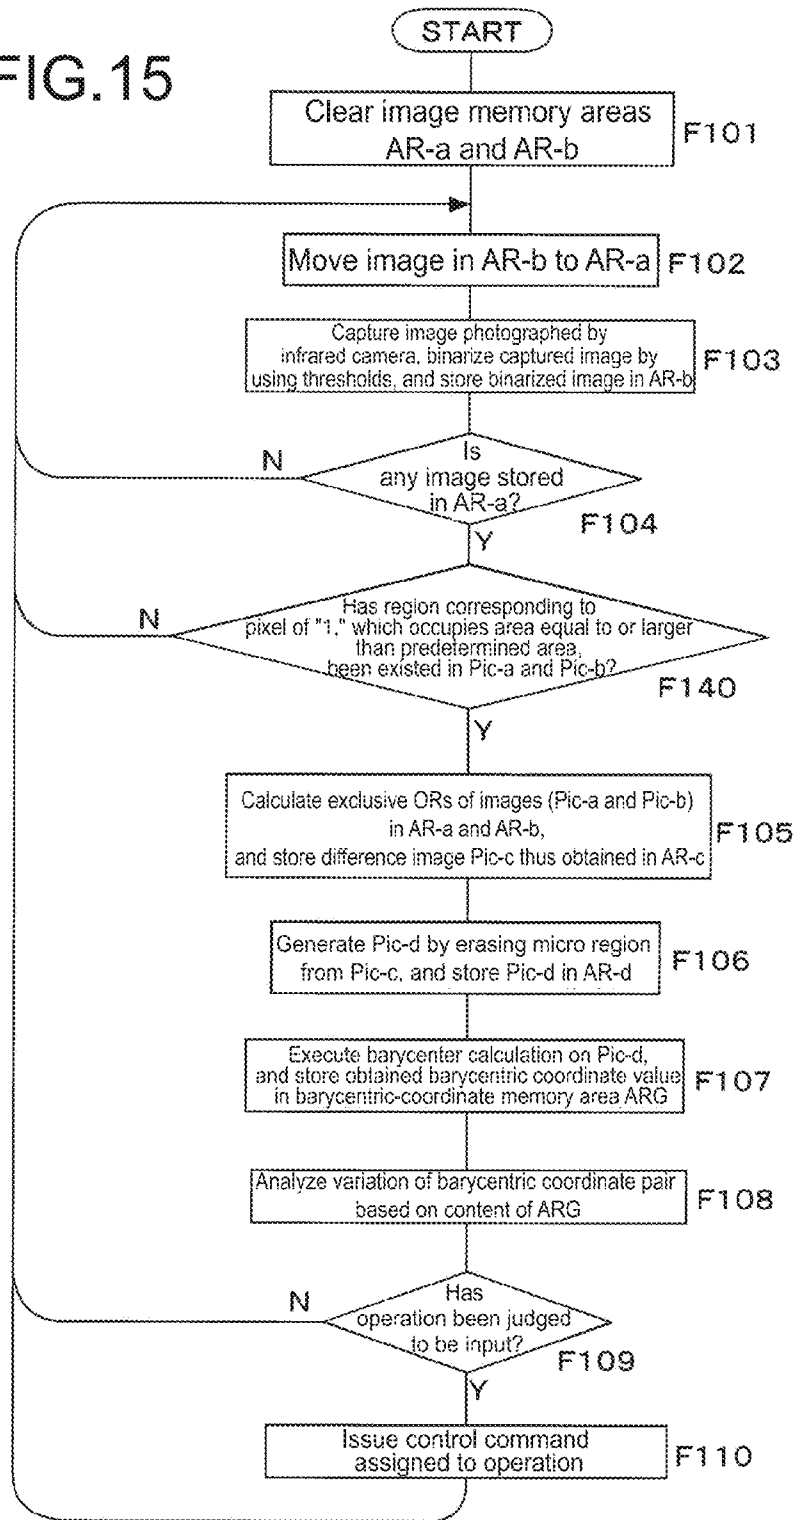 FIG.15
START
Clear image memory areas
AR-a and AR-b
F101
Move image in AR-b to AR-a
F102
Capture image photographed by
infrared camera, binarize captured image by
using thresholds, and store binarized image in AR-b
F103
Is
any image stored
in AR-a?
N
F104
Y
Has region corresponding to
pixel of "1," which occupies area equal to or larger
than predetermined area,
been existed in Pic-a and Pic-b?
N
F140
Y
Calculate exclusive ORs of images (Pic-a and Pic-b)
in AR-a and AR-b,
and store difference image Pic-c thus obtained in AR-c
F105
Generate Pic-d by erasing micro region
from Pic-c, and store Pic-d in AR-d
F106
Execute barycenter calculation on Pic-d,
and store obtained barycentric coordinate value
in barycentric-coordinate memory area ARG
F107
Analyze variation of barycentric coordinate pair
based on content of ARG
F108
Has
operation been judged
to be input?
N
F109
Y
Issue control command
assigned to operation
F110